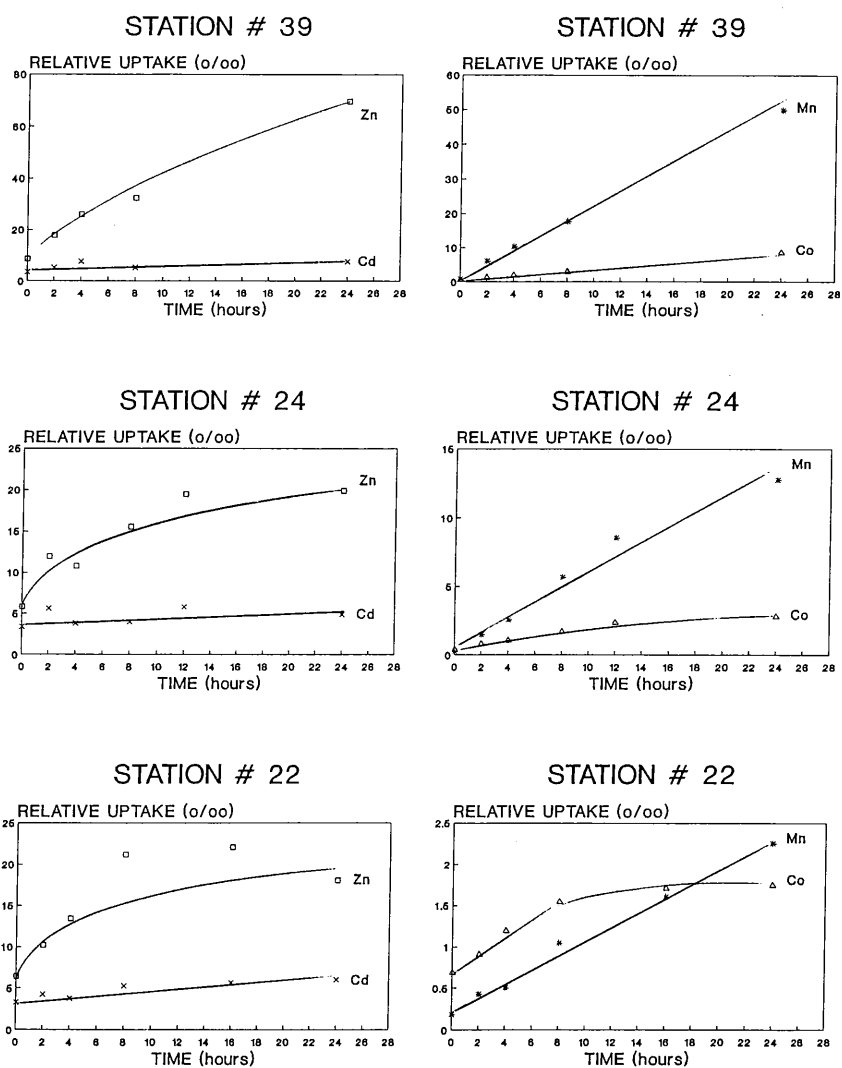 STATION # 39
RELATIVE UPTAKE (o/oo)
80
60
40
20
0
Zn
Cd
0 2 4 6 8 10 12 14 16 18 20 22 24 26 28
TIME (hours)
STATION # 39
RELATIVE UPTAKE (o/oo)
60
50
40
30
20
10
0
Mn
Co
0 2 4 6 8 10 12 14 16 18 20 22 24 26 28
TIME (hours)
STATION # 24
RELATIVE UPTAKE (o/oo)
25
20
15
10
5
0
Zn
Cd
0 2 4 6 8 10 12 14 16 18 20 22 24 26 28
TIME (hours)
STATION # 24
RELATIVE UPTAKE (o/oo)
15
10
5
0
Mn
Co
0 2 4 6 8 10 12 14 16 18 20 22 24 26 28
TIME (hours)
STATION # 22
RELATIVE UPTAKE (o/oo)
25
20
15
10
5
0
Zn
Cd
0 2 4 6 8 10 12 14 16 18 20 22 24 26 28
TIME (hours)
STATION # 22
RELATIVE UPTAKE (o/oo)
2.5
2
1.5
1
0.5
0
Mn
Co
0 2 4 6 8 10 12 14 16 18 20 22 24 26 28
TIME (hours)